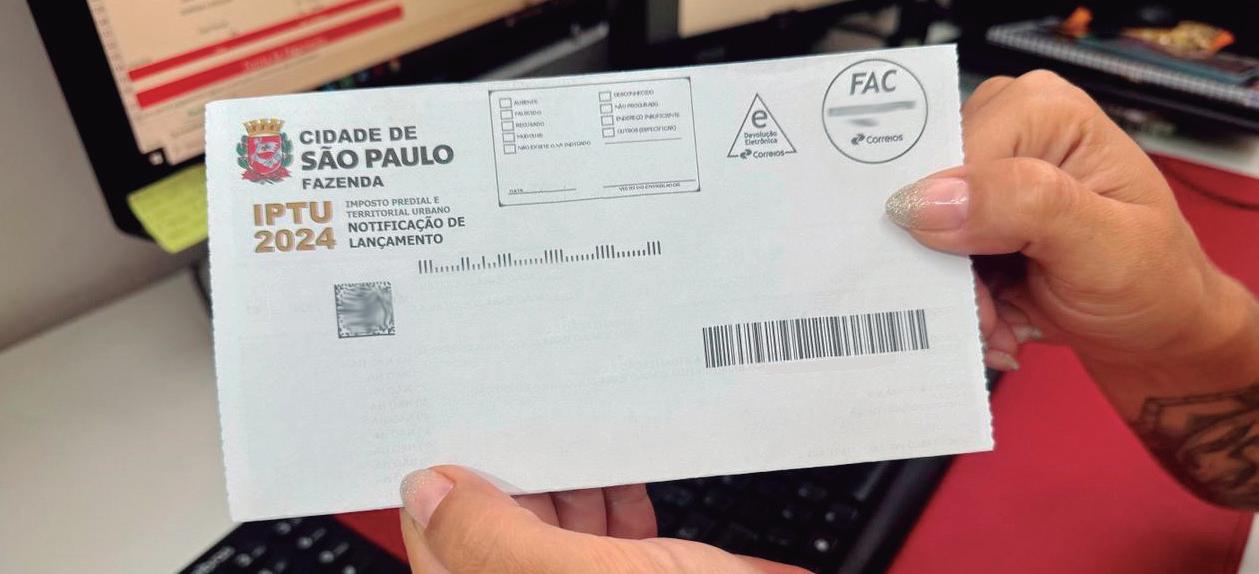 CIDADE DE
SÃO PAULO
FAZENDA
IPTU
2024
IMPOSTO PREDIAL E
TERRITORIAL URBANO
NOTIFICAÇÃO DE
LANÇAMENTO
AUSENTE
FALECIDO
RECUSADO
MUDOU-SE
NÃO EXISTE O Nº INDICADO
DESCONHECIDO
NÃO PROCURADO
ENDEREÇO INSUFICIENTE
OUTROS (ESPECIFICAR)
DATA
VISTO DO ENTREGADOR
e
Devolução
Eletrônica
Correios
FAC
Correios